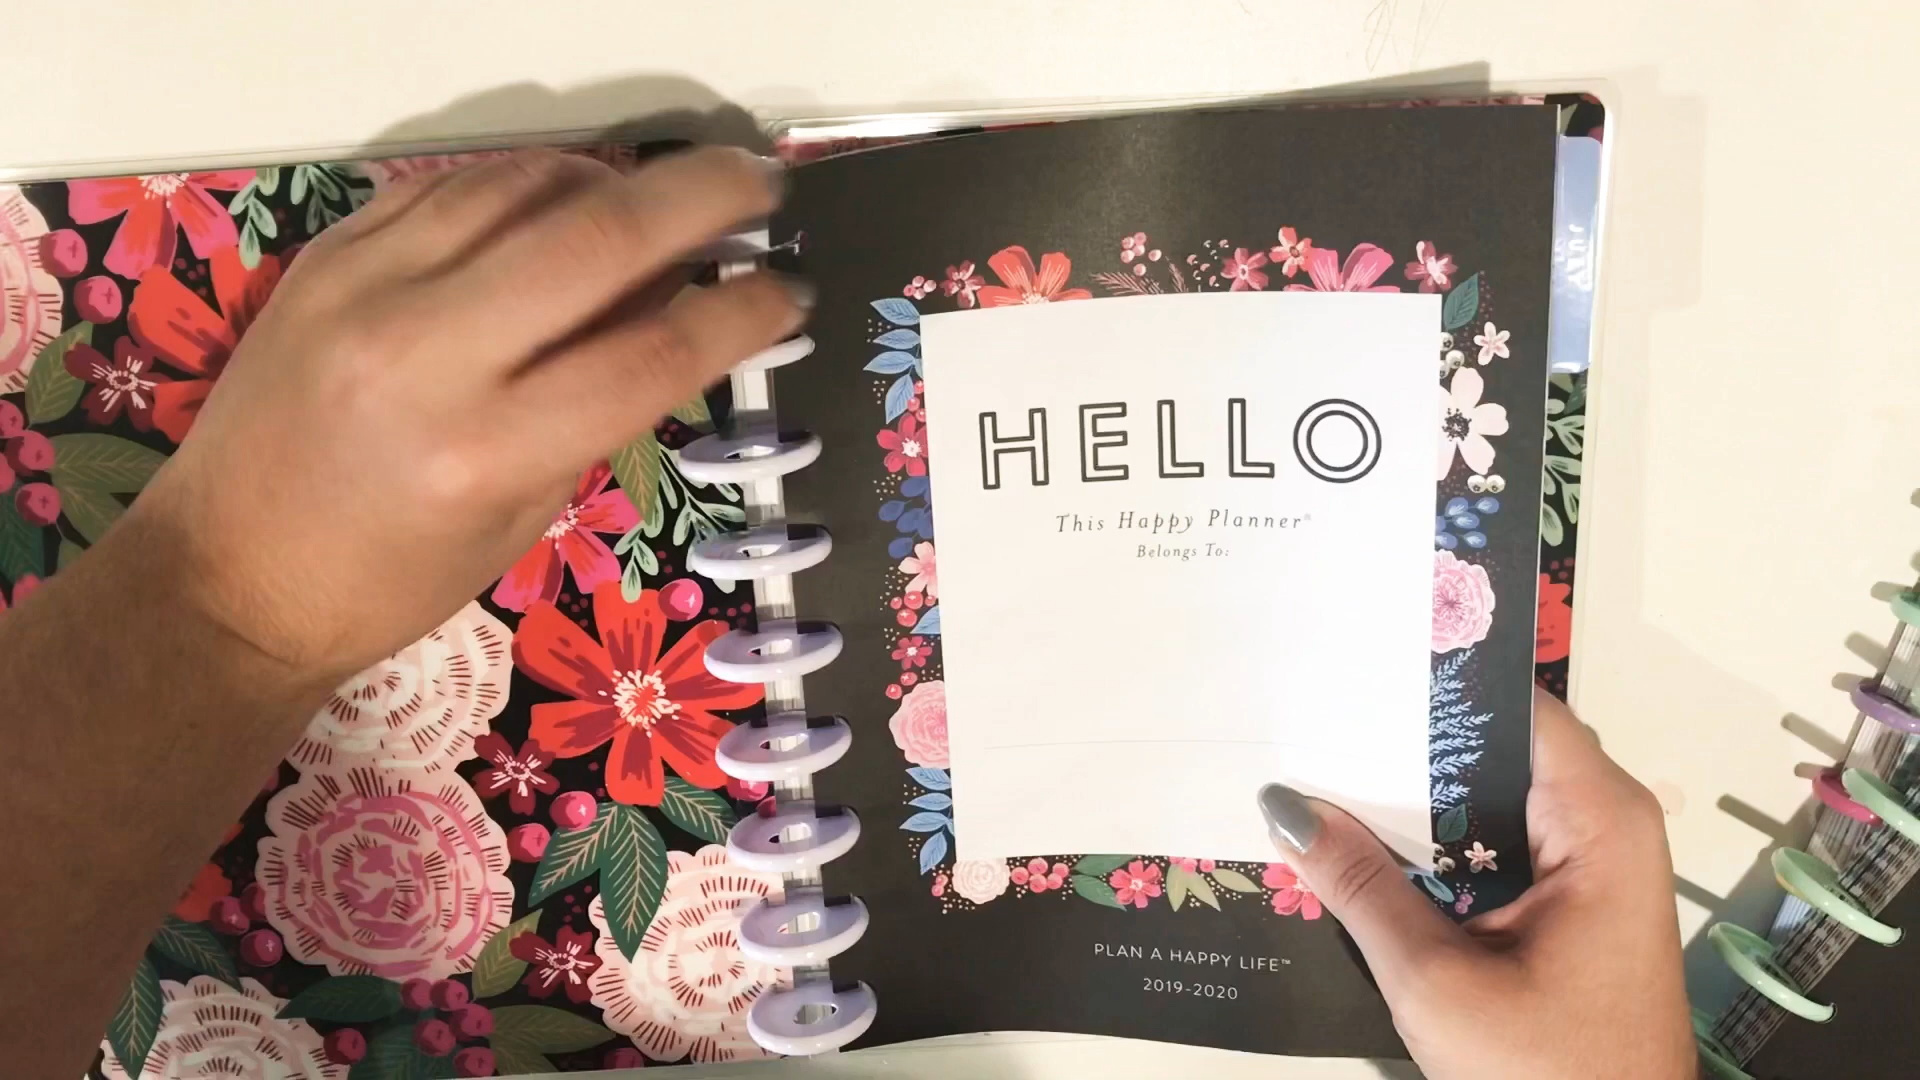 HELLO
This Happy Planner®
Belongs To:
PLAN A HAPPY LIFE™
2019-2020